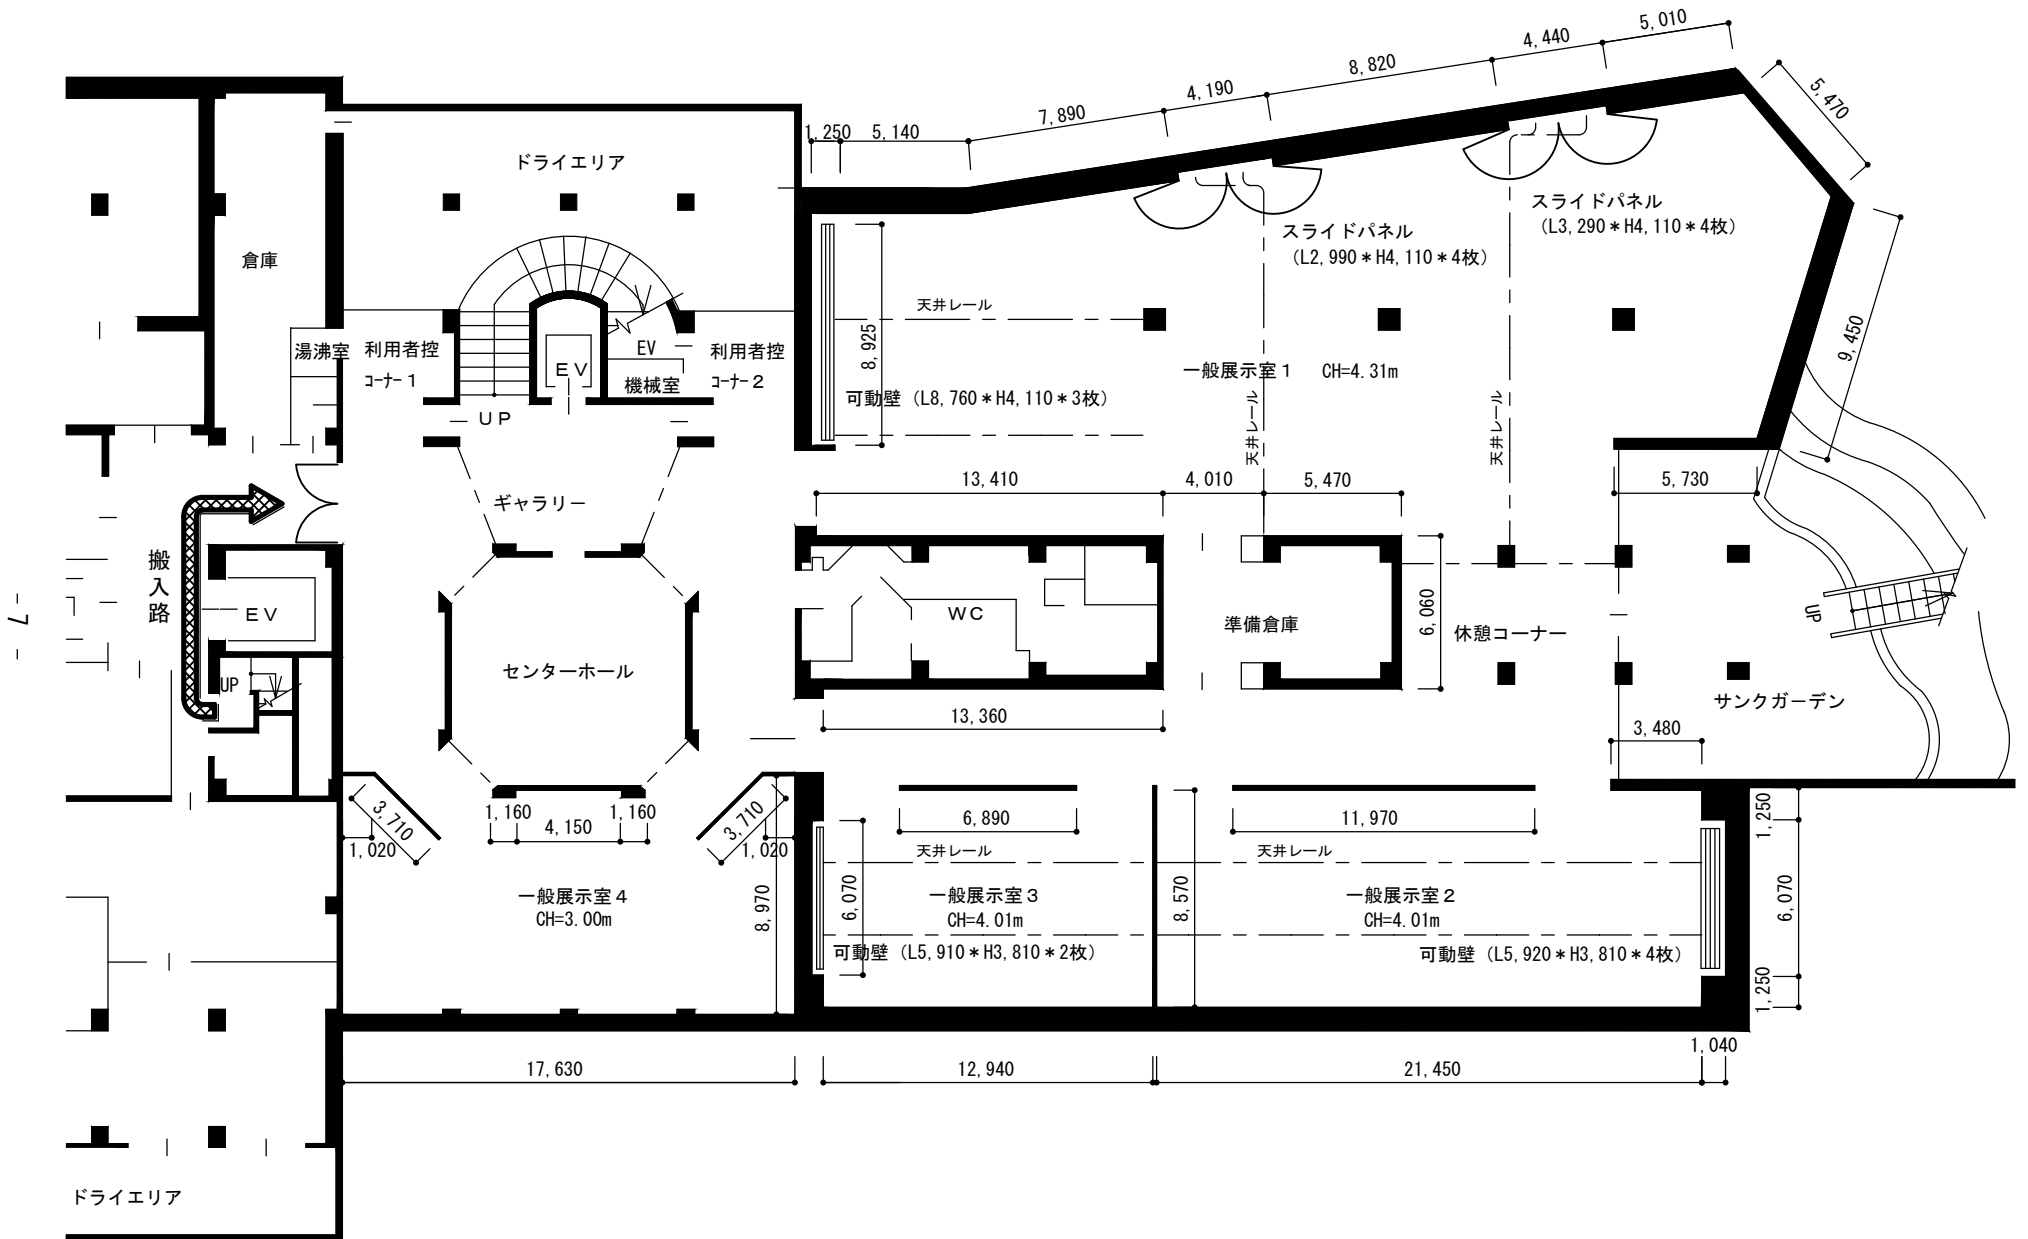 5,010
4,440
8,820
4,190
7,890
1,250
5,140
5,470
ドライエリア
スライドパネル
（L3,290＊H4,110＊4枚）
スライドパネル
（L2,990＊H4,110＊4枚）
倉庫
天井レール
8,925
9,450
湯沸室
利用者控
コーナー１
ＥＶ
EV
機械室
利用者控
コーナー２
一般展示室１
CH=4.31m
可動壁（L8,760＊H4,110＊3枚）
ＵＰ
天井レール
天井レール
13,410
4,010
5,470
5,730
ギャラリー
搬入路
ＥＶ
ＷＣ
準備倉庫
6,060
休憩コーナー
UP
- 7 -
センターホール
UP
サンクガーデン
13,360
3,480
3,710
1,020
1,160
4,150
1,160
3,710
1,020
6,890
11,970
1,250
天井レール
天井レール
一般展示室４
CH=3.00m
8,970
6,070
一般展示室３
CH=4.01m
8,570
一般展示室２
CH=4.01m
6,070
可動壁（L5,910＊H3,810＊2枚）
可動壁（L5,920＊H3,810＊4枚）
1,250
1,040
17,630
12,940
21,450
ドライエリア